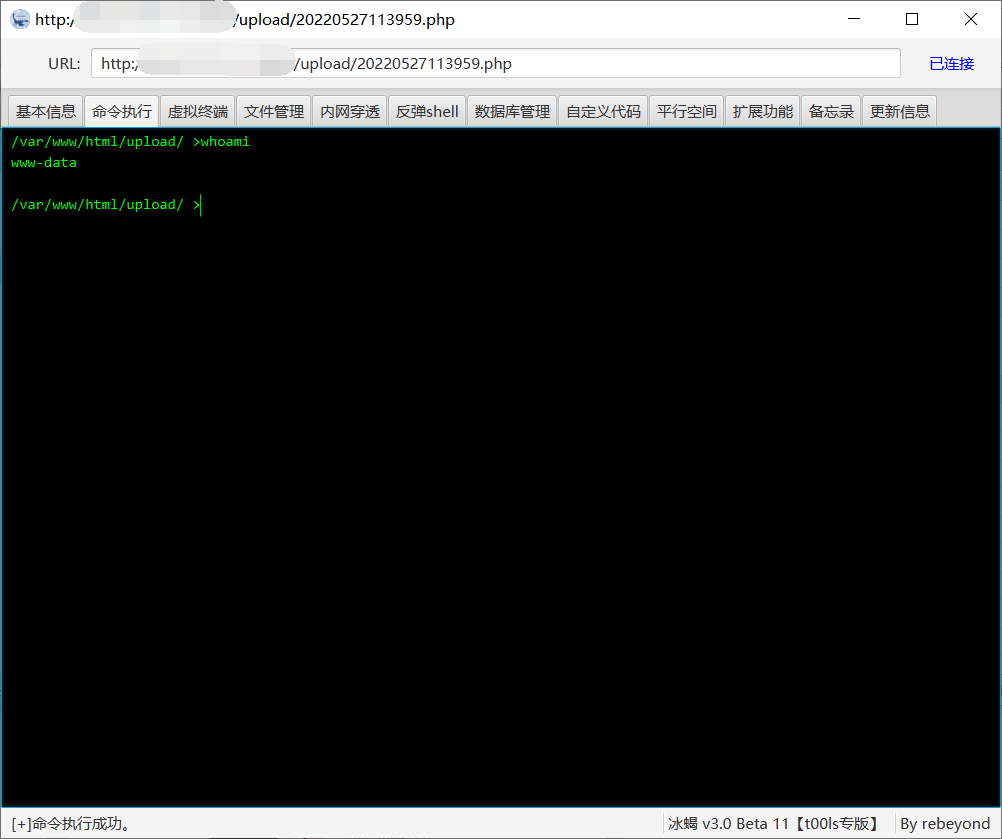 http:/ /upload/20220527113959.php
URL: http:/ /upload/20220527113959.php 已连接
基本信息 命令执行 虚拟终端 文件管理 内网穿透 反弹shell 数据库管理 自定义代码 平行空间 扩展功能 备忘录 更新信息
/var/www/html/upload/ >whoami
www-data
/var/www/html/upload/ >
[+]命令执行成功。 冰蝎 v3.0 Beta 11【t00ls专版】 By rebeyond